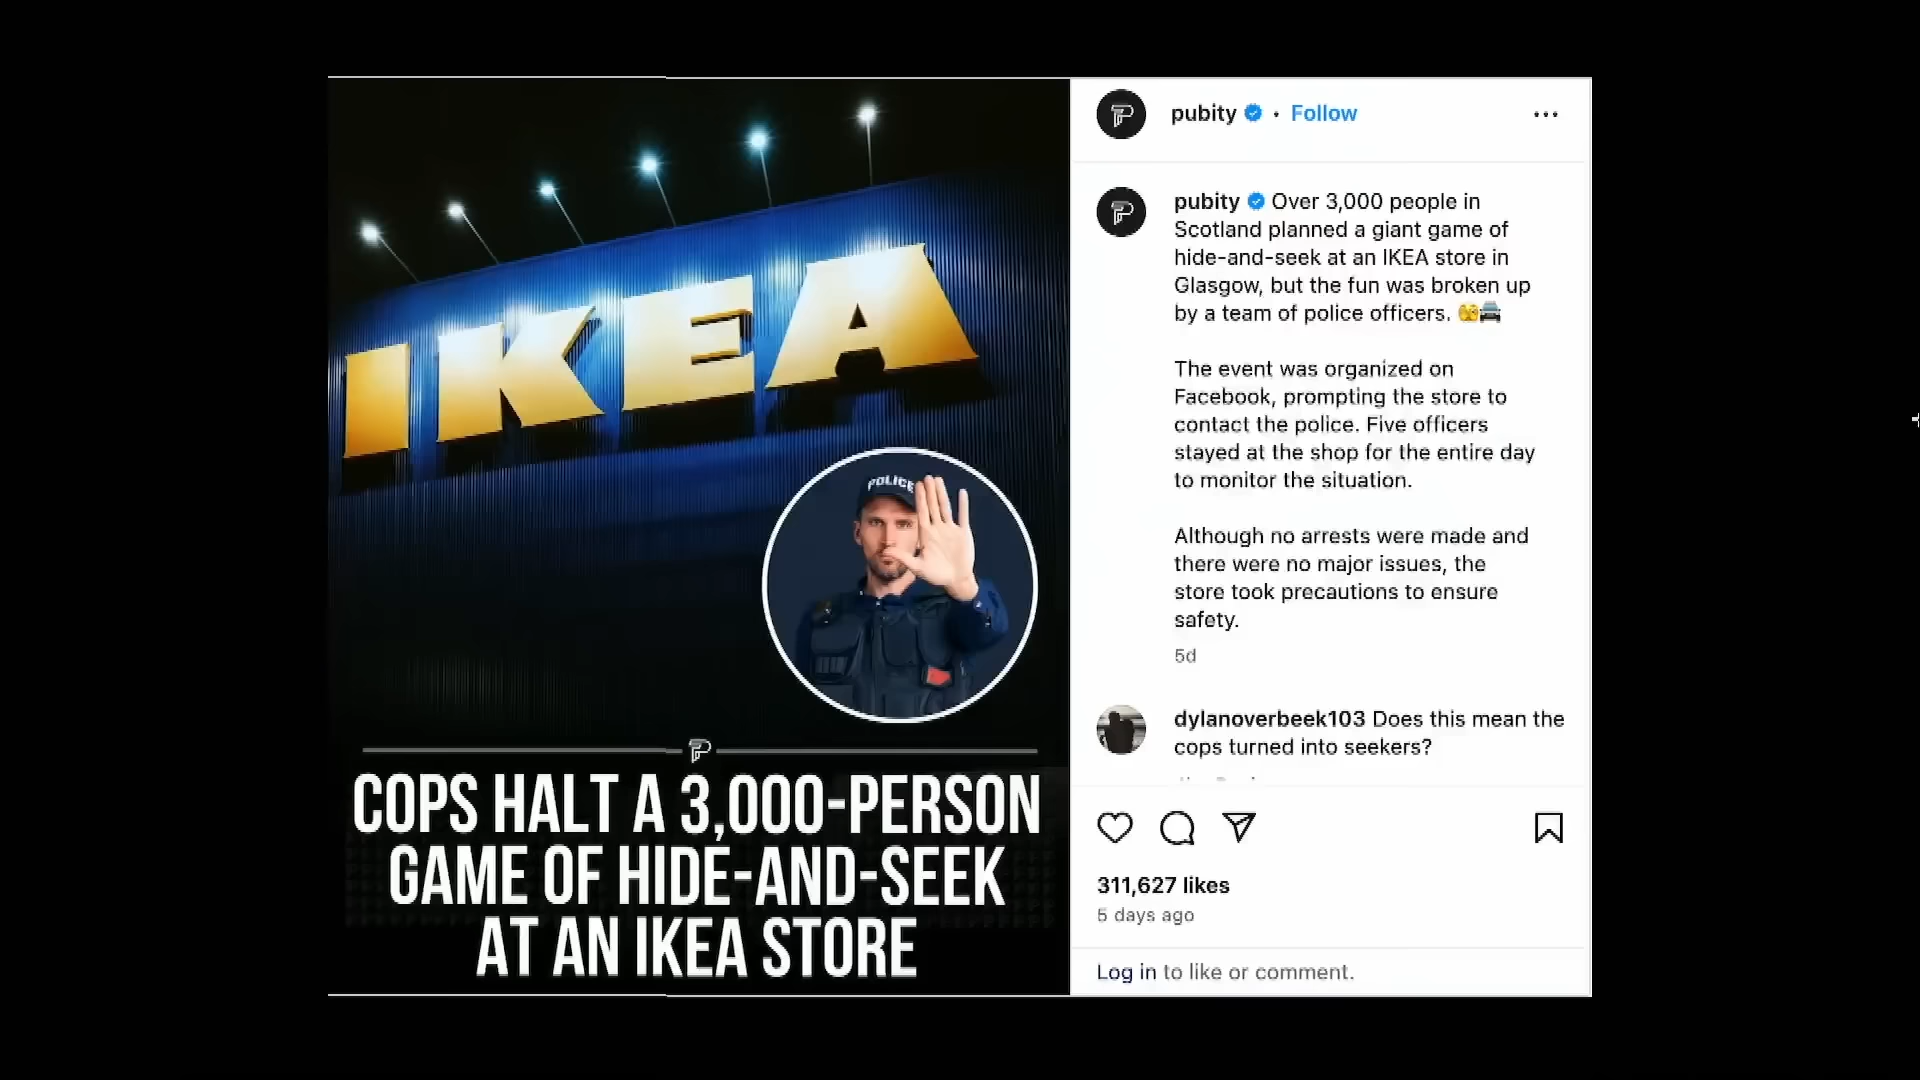 IKEA
POLICE
COPS HALT A 3,000-PERSON
GAME OF HIDE-AND-SEEK
AT AN IKEA STORE
pubity • Follow
pubity Over 3,000 people in
Scotland planned a giant game of
hide-and-seek at an IKEA store in
Glasgow, but the fun was broken up
by a team of police officers. 🫣🚔
The event was organized on
Facebook, prompting the store to
contact the police. Five officers
stayed at the shop for the entire day
to monitor the situation.
Although no arrests were made and
there were no major issues, the
store took precautions to ensure
safety.
5d
dylanoverbeek103 Does this mean the
cops turned into seekers?
311,627 likes
5 days ago
Log in to like or comment.